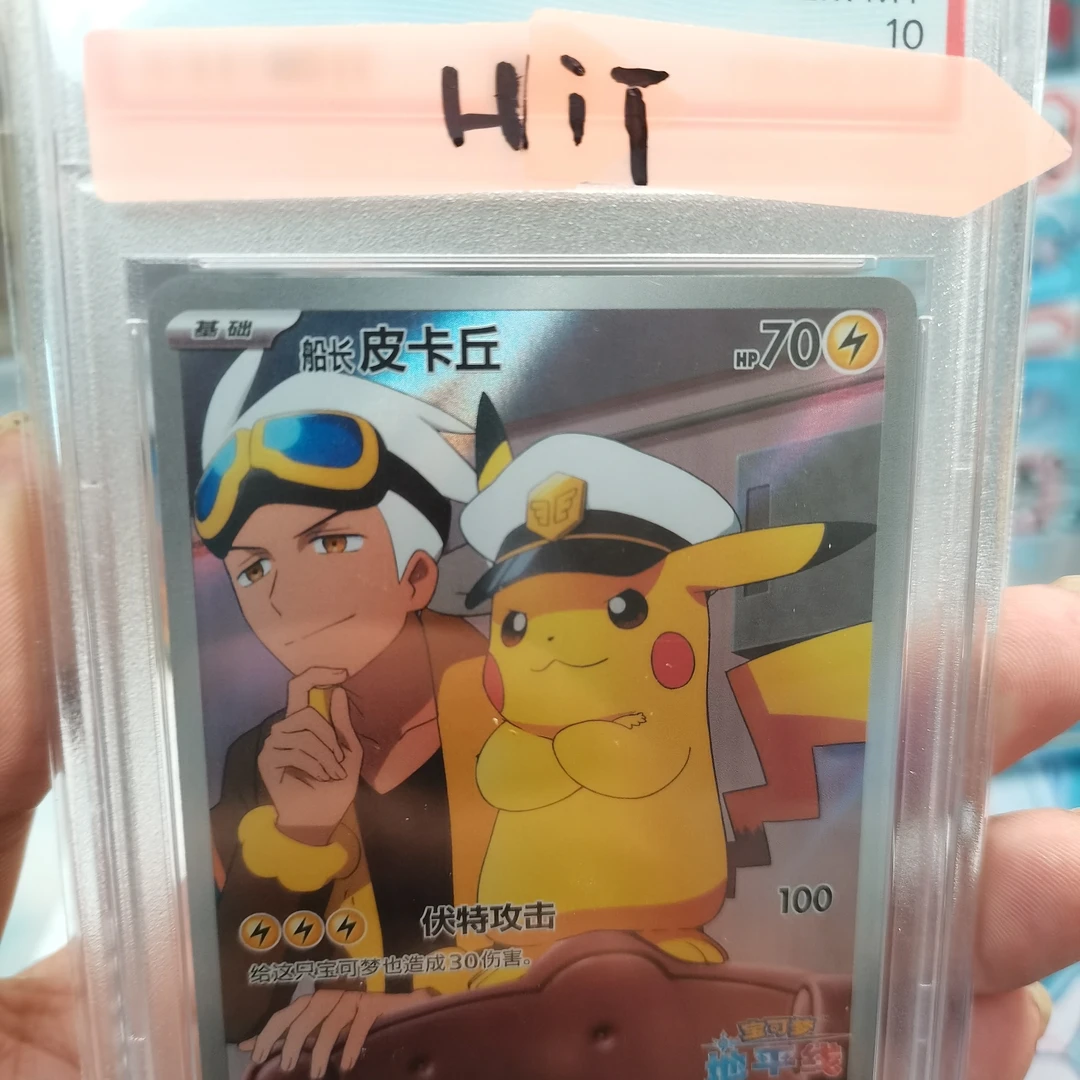 10
HiT
基础
船长 皮卡丘
HP70
伏特攻击 100
给这只宝可梦也造成30伤害。
宝可梦
地平线